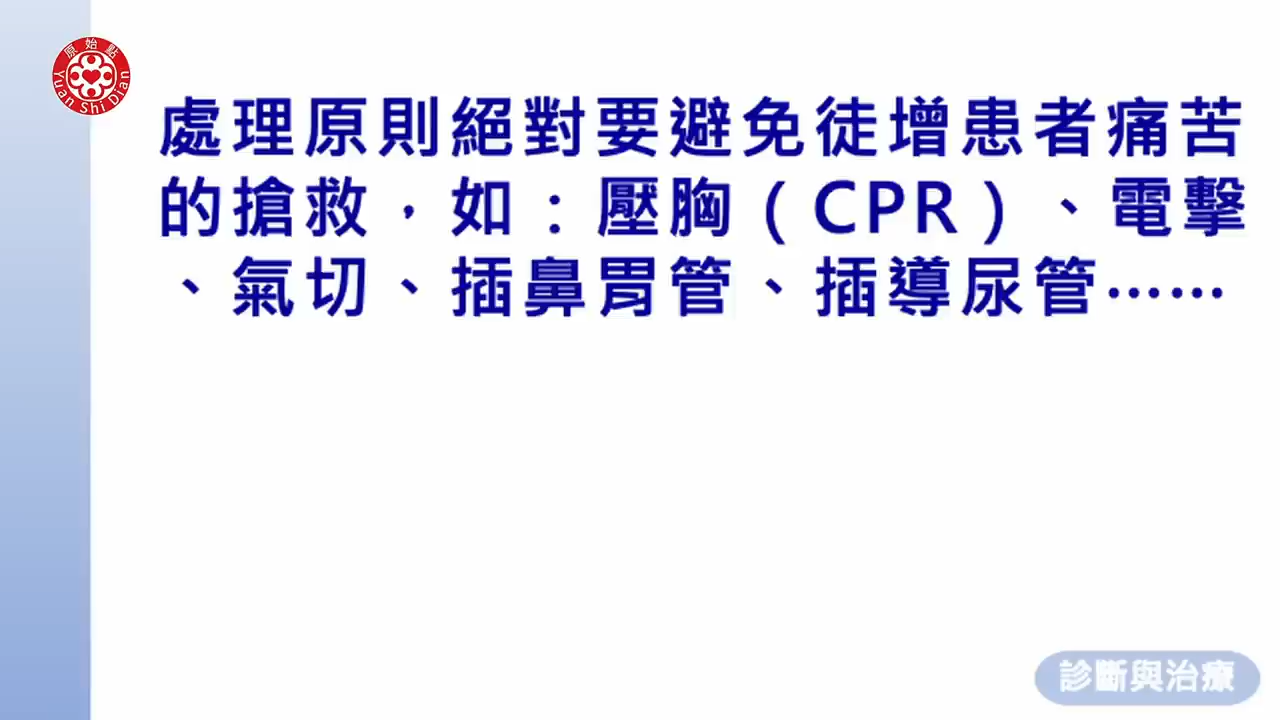 原始點
Yuan Shi Dian
處理原則絕對要避免徒增患者痛苦
的搶救，如：壓胸（CPR）、電擊
、氣切、插鼻胃管、插導尿管……
診斷與治療